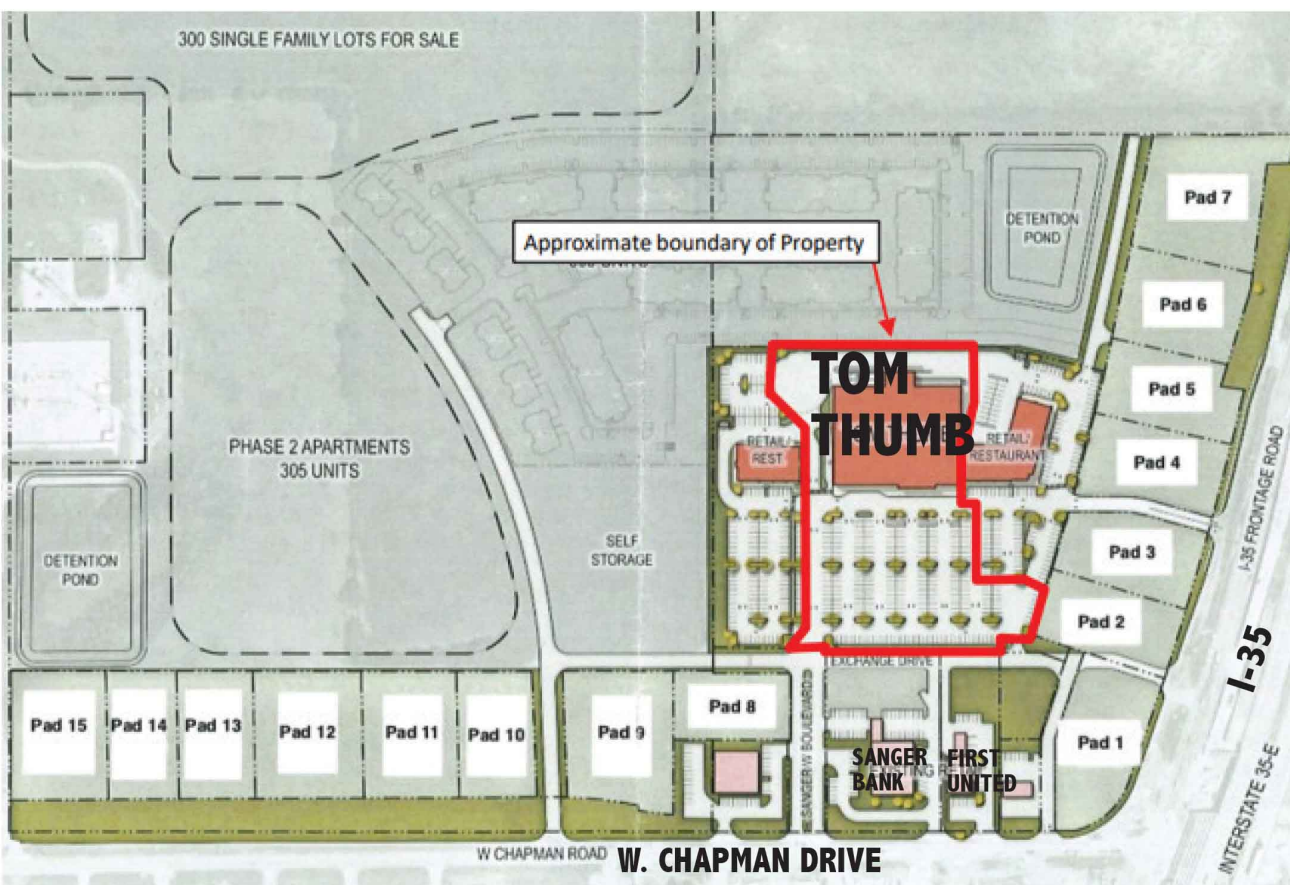 300 SINGLE FAMILY LOTS FOR SALE
Pad 7
DETENTION
POND
Approximate boundary of Property
Pad 6
TOM
THUMB
Pad 5
RETAIL/
REST
RETAIL/
RESTAURANT
Pad 4
PHASE 2 APARTMENTS
305 UNITS
I-35 FRONTAGE ROAD
SELF
STORAGE
Pad 3
DETENTION
POND
Pad 2
I-35
EXCHANGE DRIVE
Pad 15
Pad 14
Pad 13
Pad 12
Pad 11
Pad 10
Pad 9
Pad 8
BOULEVARD
SANGER
BANK
FIRST
UNITED
Pad 1
INTERSTATE 35-E
W CHAPMAN ROAD
W. CHAPMAN DRIVE